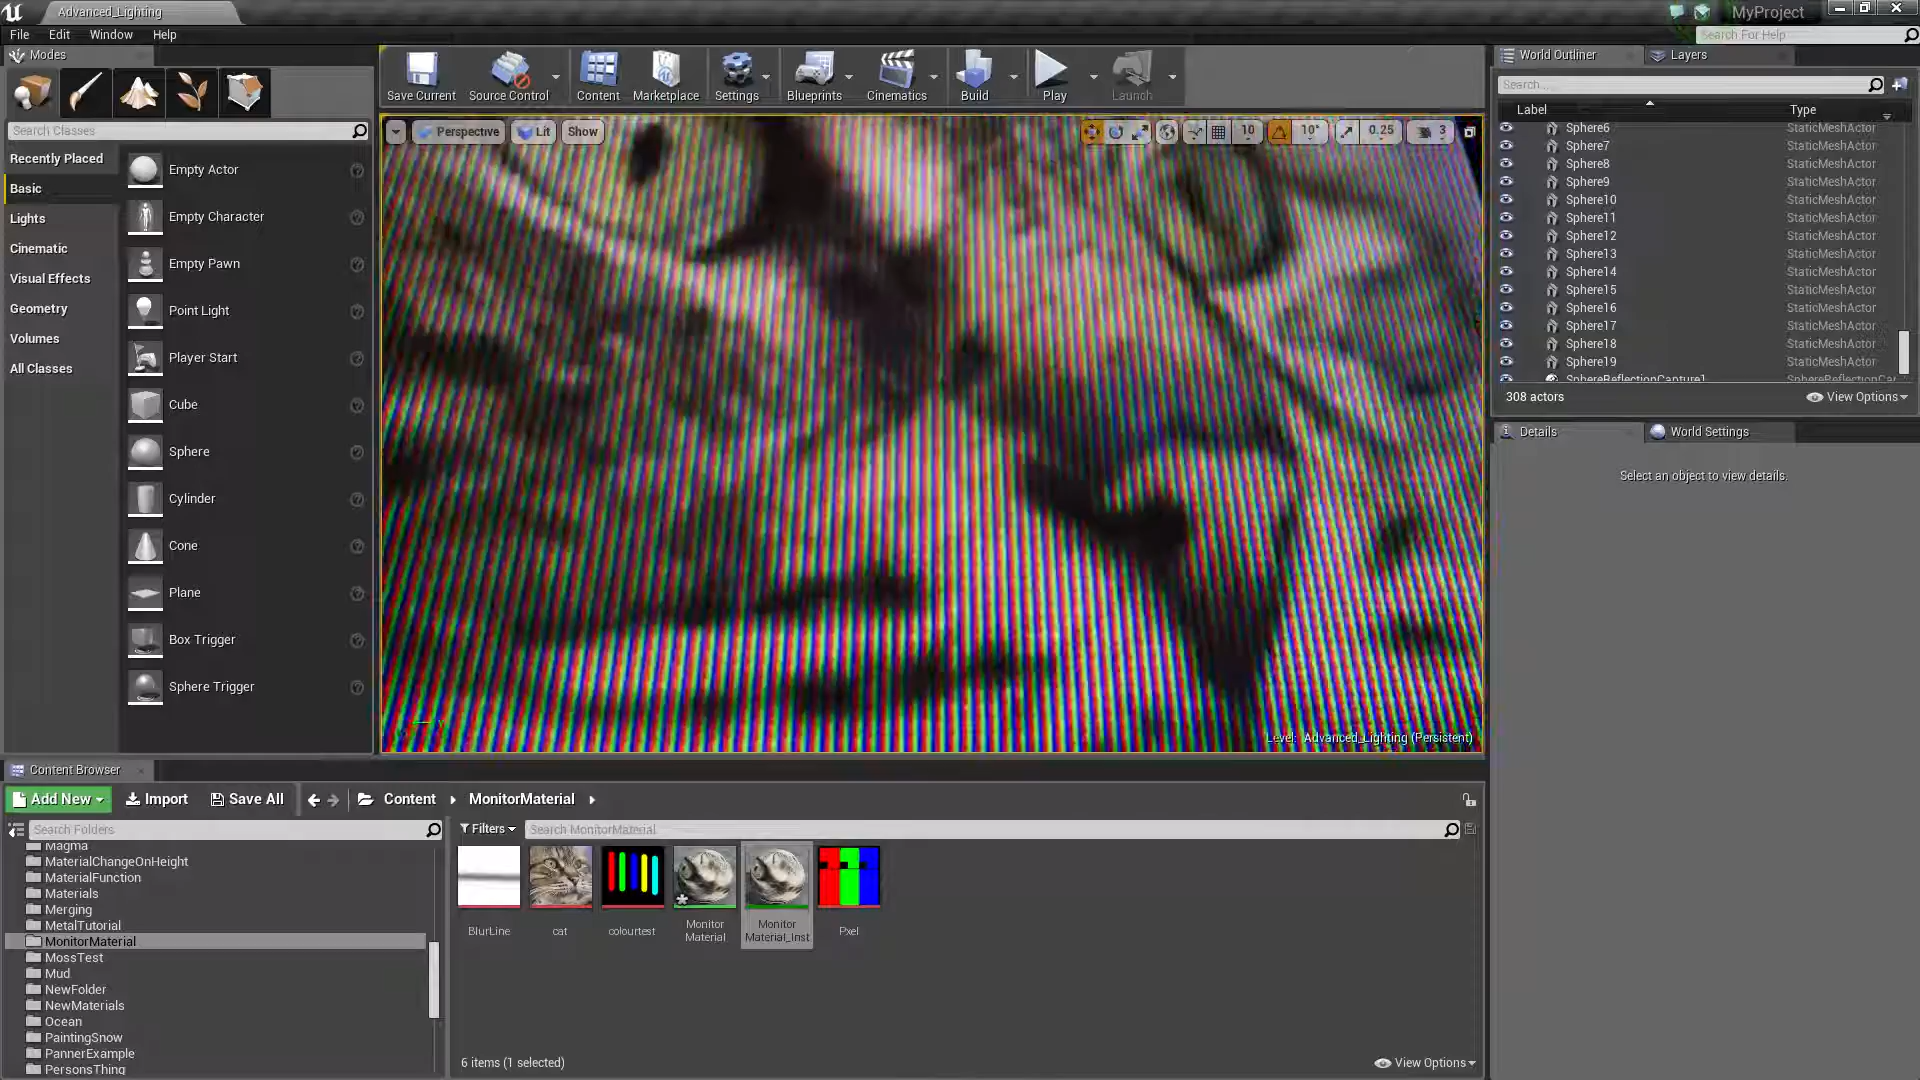 Advanced_Lighting
MyProject
File Edit Window Help
Search For Help
Modes
Search Classes
Recently Placed
Basic
Lights
Cinematic
Visual Effects
Geometry
Volumes
All Classes
Empty Actor
Empty Character
Empty Pawn
Point Light
Player Start
Cube
Sphere
Cylinder
Cone
Plane
Box Trigger
Sphere Trigger
Save Current Source Control Content Marketplace Settings Blueprints Cinematics Build Play Launch
Perspective Lit Show
10 10° 0.25 3
Level: Advanced_Lighting (Persistent)
World Outliner Layers
Search...
Label Type
Sphere6 StaticMeshActor
Sphere7 StaticMeshActor
Sphere8 StaticMeshActor
Sphere9 StaticMeshActor
Sphere10 StaticMeshActor
Sphere11 StaticMeshActor
Sphere12 StaticMeshActor
Sphere13 StaticMeshActor
Sphere14 StaticMeshActor
Sphere15 StaticMeshActor
Sphere16 StaticMeshActor
Sphere17 StaticMeshActor
Sphere18 StaticMeshActor
Sphere19 StaticMeshActor
SphereReflectionCapture1 SphereReflectionCap
308 actors View Options
Details World Settings
Select an object to view details.
Content Browser
Add New Import Save All Content MonitorMaterial
Search Folders
Magma
MaterialChangeOnHeight
MaterialFunction
Materials
Merging
MetalTutorial
MonitorMaterial
MossTest
Mud
NewFolder
NewMaterials
Ocean
PaintingSnow
PannerExample
PersonsThing
Filters Search MonitorMaterial
BlurLine
cat
colourtest
Monitor
Material
Monitor
Material_Inst
Pxel
6 items (1 selected) View Options